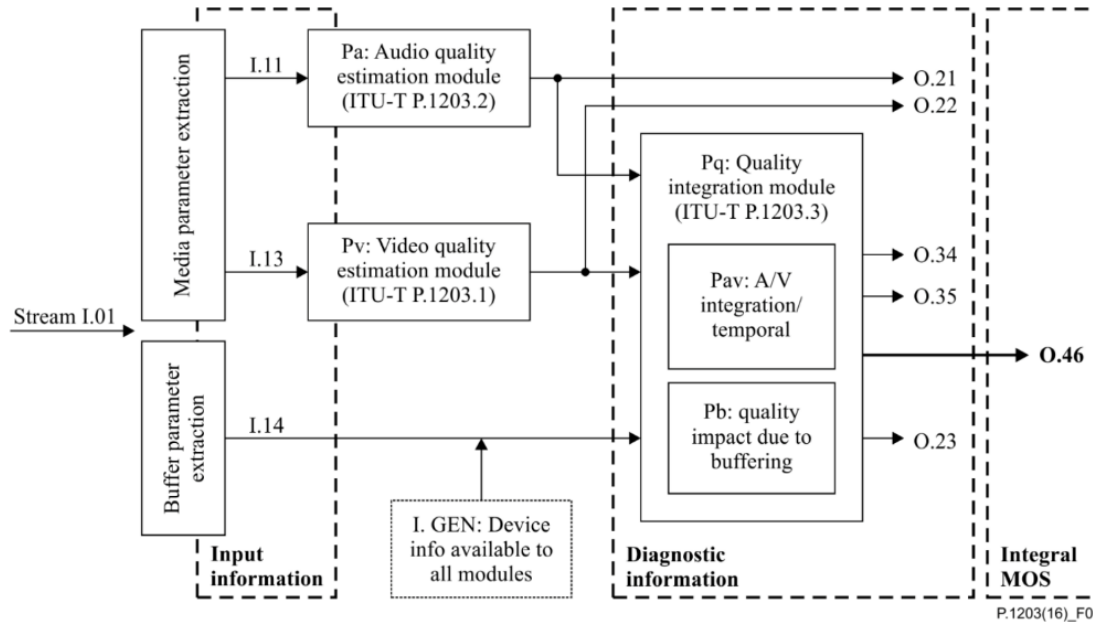 Media parameter extraction
I.11
Pa: Audio quality
estimation module
(ITU-T P.1203.2)
O.21
O.22
Pq: Quality
integration module
(ITU-T P.1203.3)
I.13
Pv: Video quality
estimation module
(ITU-T P.1203.1)
Pav: A/V
integration/
temporal
O.34
O.35
Stream I.01
O.46
Buffer parameter
extraction
I.14
Pb: quality
impact due to
buffering
O.23
I. GEN: Device
info available to
all modules
Input
information
Diagnostic
information
Integral
MOS
P.1203(16)_F0